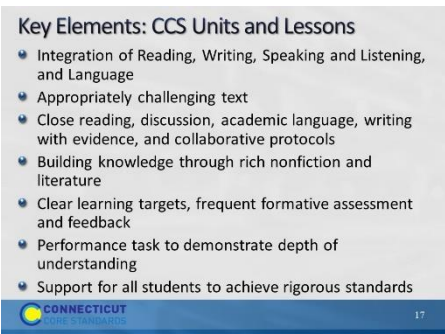 Key Elements: CCS Units and Lessons
Integration of Reading, Writing, Speaking and Listening,
and Language
Appropriately challenging text
Close reading, discussion, academic language, writing
with evidence, and collaborative protocols
Building knowledge through rich nonfiction and
literature
Clear learning targets, frequent formative assessment
and feedback
Performance task to demonstrate depth of
understanding
Support for all students to achieve rigorous standards
CONNECTICUT
CORE STANDARDS
17